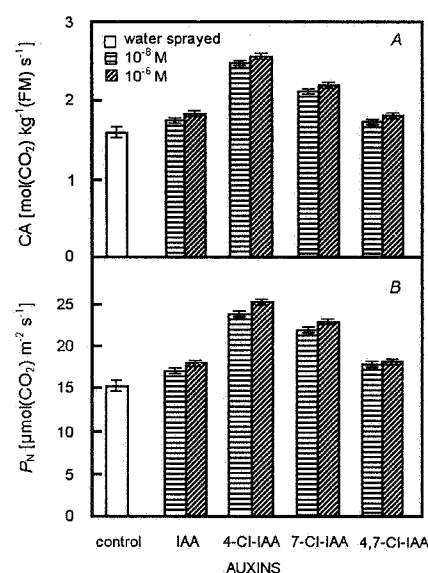 water sprayed
10⁻⁸ M
10⁻⁶ M
A
CA [mol(CO₂) kg⁻¹(FM) s⁻¹]
3
2
1
0
B
P_N [µmol(CO₂) m⁻² s⁻¹]
25
20
15
10
5
0
control IAA 4-Cl-IAA 7-Cl-IAA 4,7-Cl-IAA
AUXINS